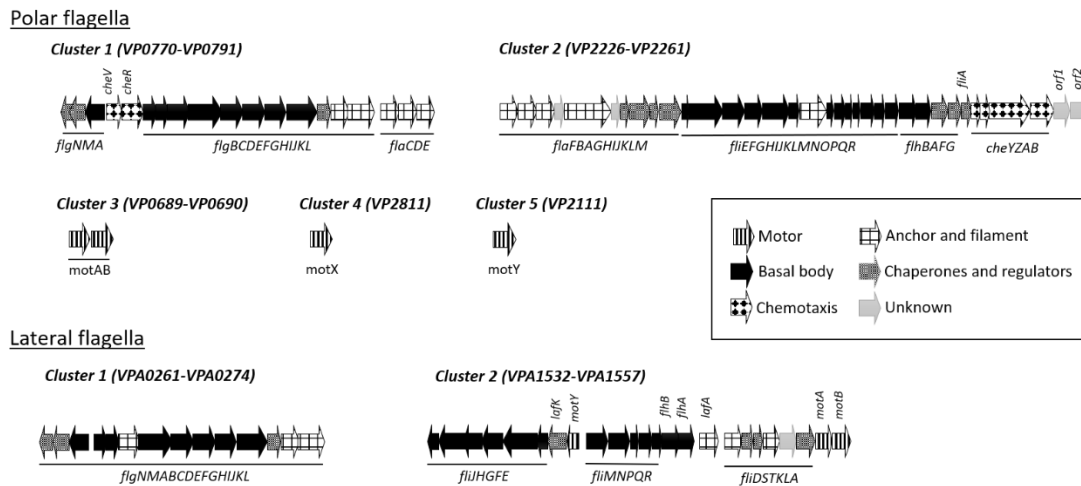 Polar flagella
Cluster 1 (VP0770-VP0791)
Cluster 2 (VP2226-VP2261)
cheV
cheR
fliA
orf1
orf2
flgNMA
flgBCDEFGHIJKL
flaCDE
flaFBAGHIJKLM
fliEFGHIJKLMNOPQR
flhBAFG
cheYZAB
Cluster 3 (VP0689-VP0690)
Cluster 4 (VP2811)
Cluster 5 (VP2111)
motAB
motX
motY
Motor
Anchor and filament
Basal body
Chaperones and regulators
Chemotaxis
Unknown
Lateral flagella
Cluster 1 (VPA0261-VPA0274)
Cluster 2 (VPA1532-VPA1557)
lafK
motY
flhB
flhA
lafA
motA
motB
flgNMABCDEFGHIJKL
fliJHGFE
fliMNPQR
fliDSTKLA